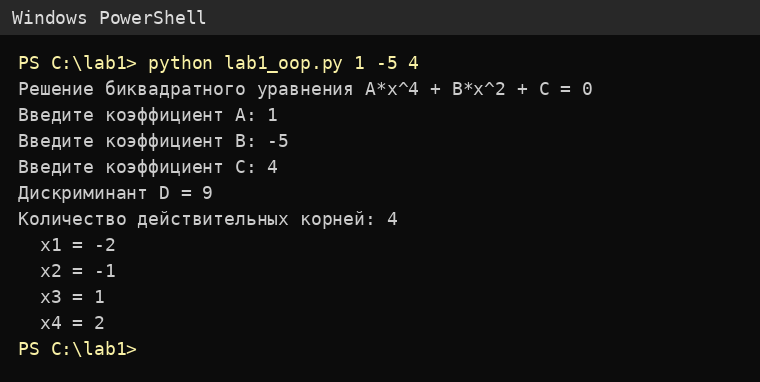 Windows PowerShell
PS C:\lab1> python lab1_oop.py 1 -5 4
Решение биквадратного уравнения A*x^4 + B*x^2 + C = 0
Введите коэффициент A: 1
Введите коэффициент B: -5
Введите коэффициент C: 4
Дискриминант D = 9
Количество действительных корней: 4
  x1 = -2
  x2 = -1
  x3 = 1
  x4 = 2
PS C:\lab1>